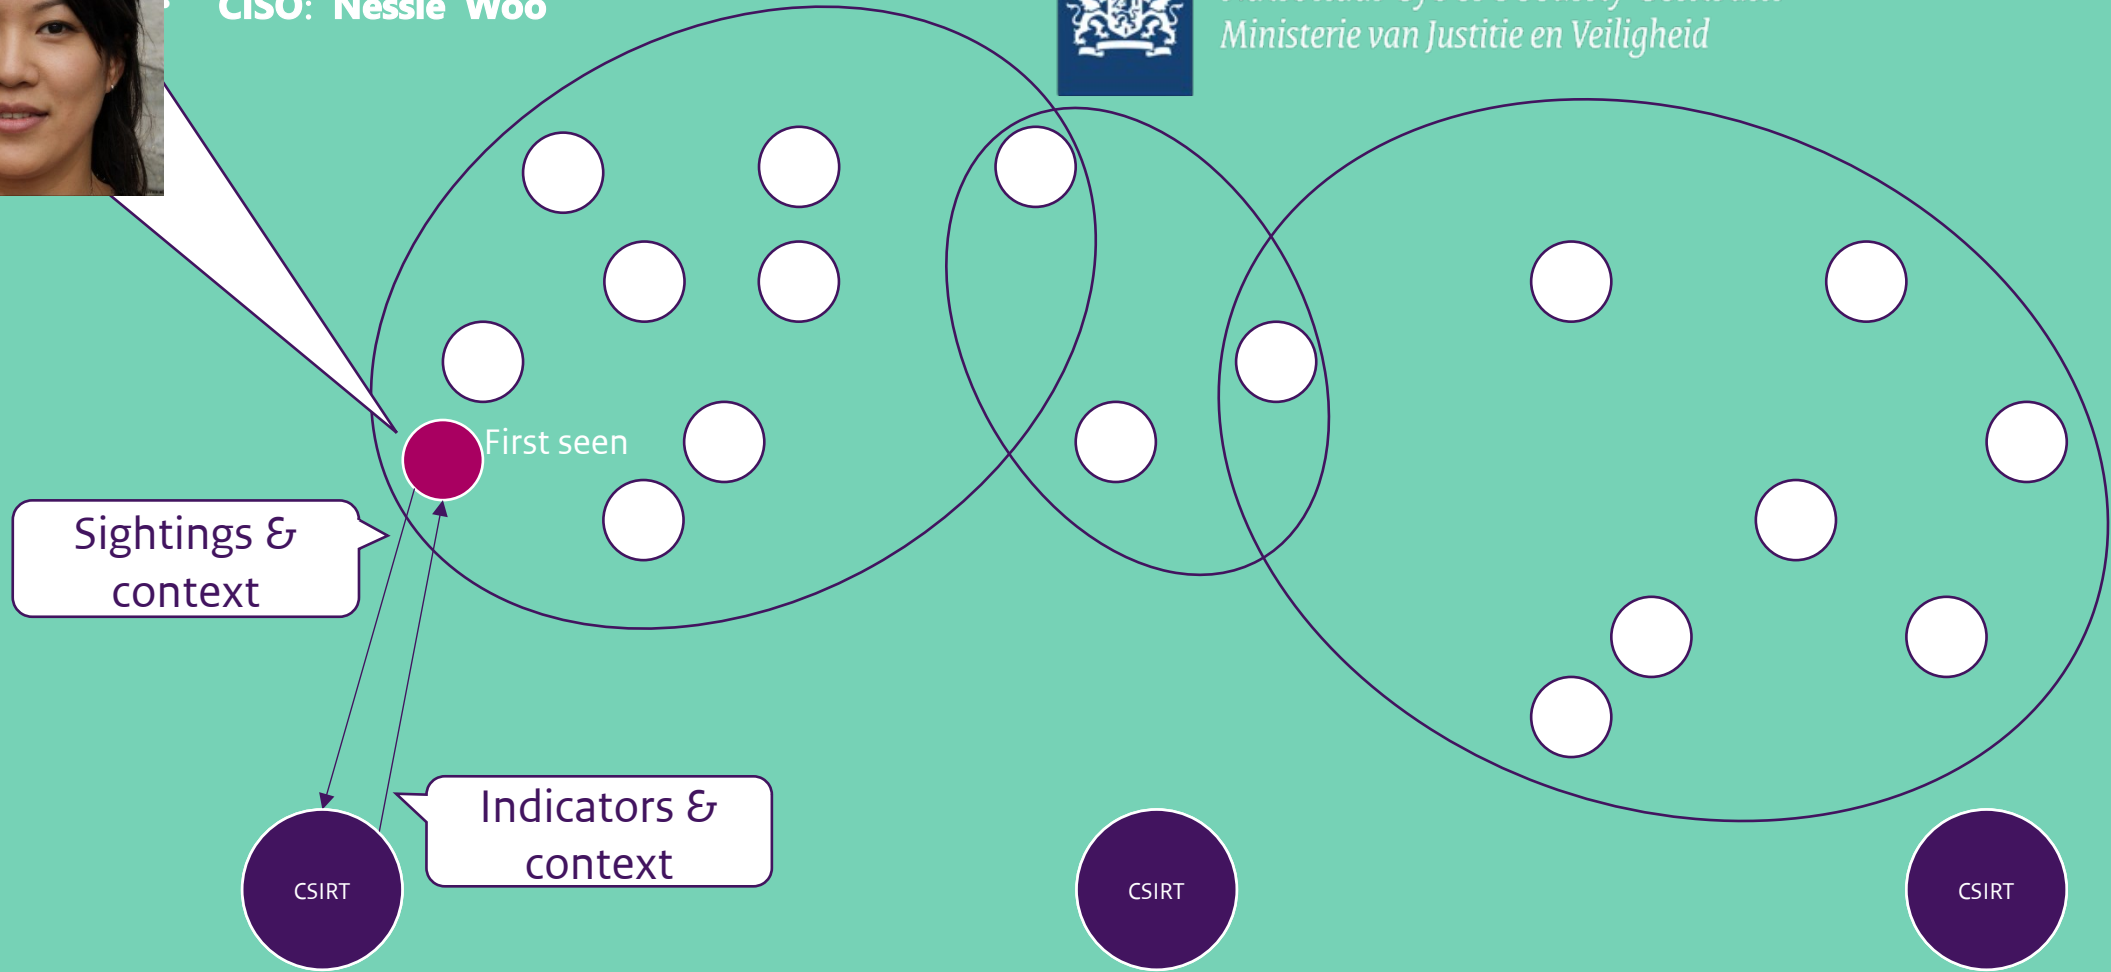 CISO: Nessie Woo
Ministerie van Justitie en Veiligheid
First seen
Sightings &
context
Indicators &
context
CSIRT
CSIRT
CSIRT